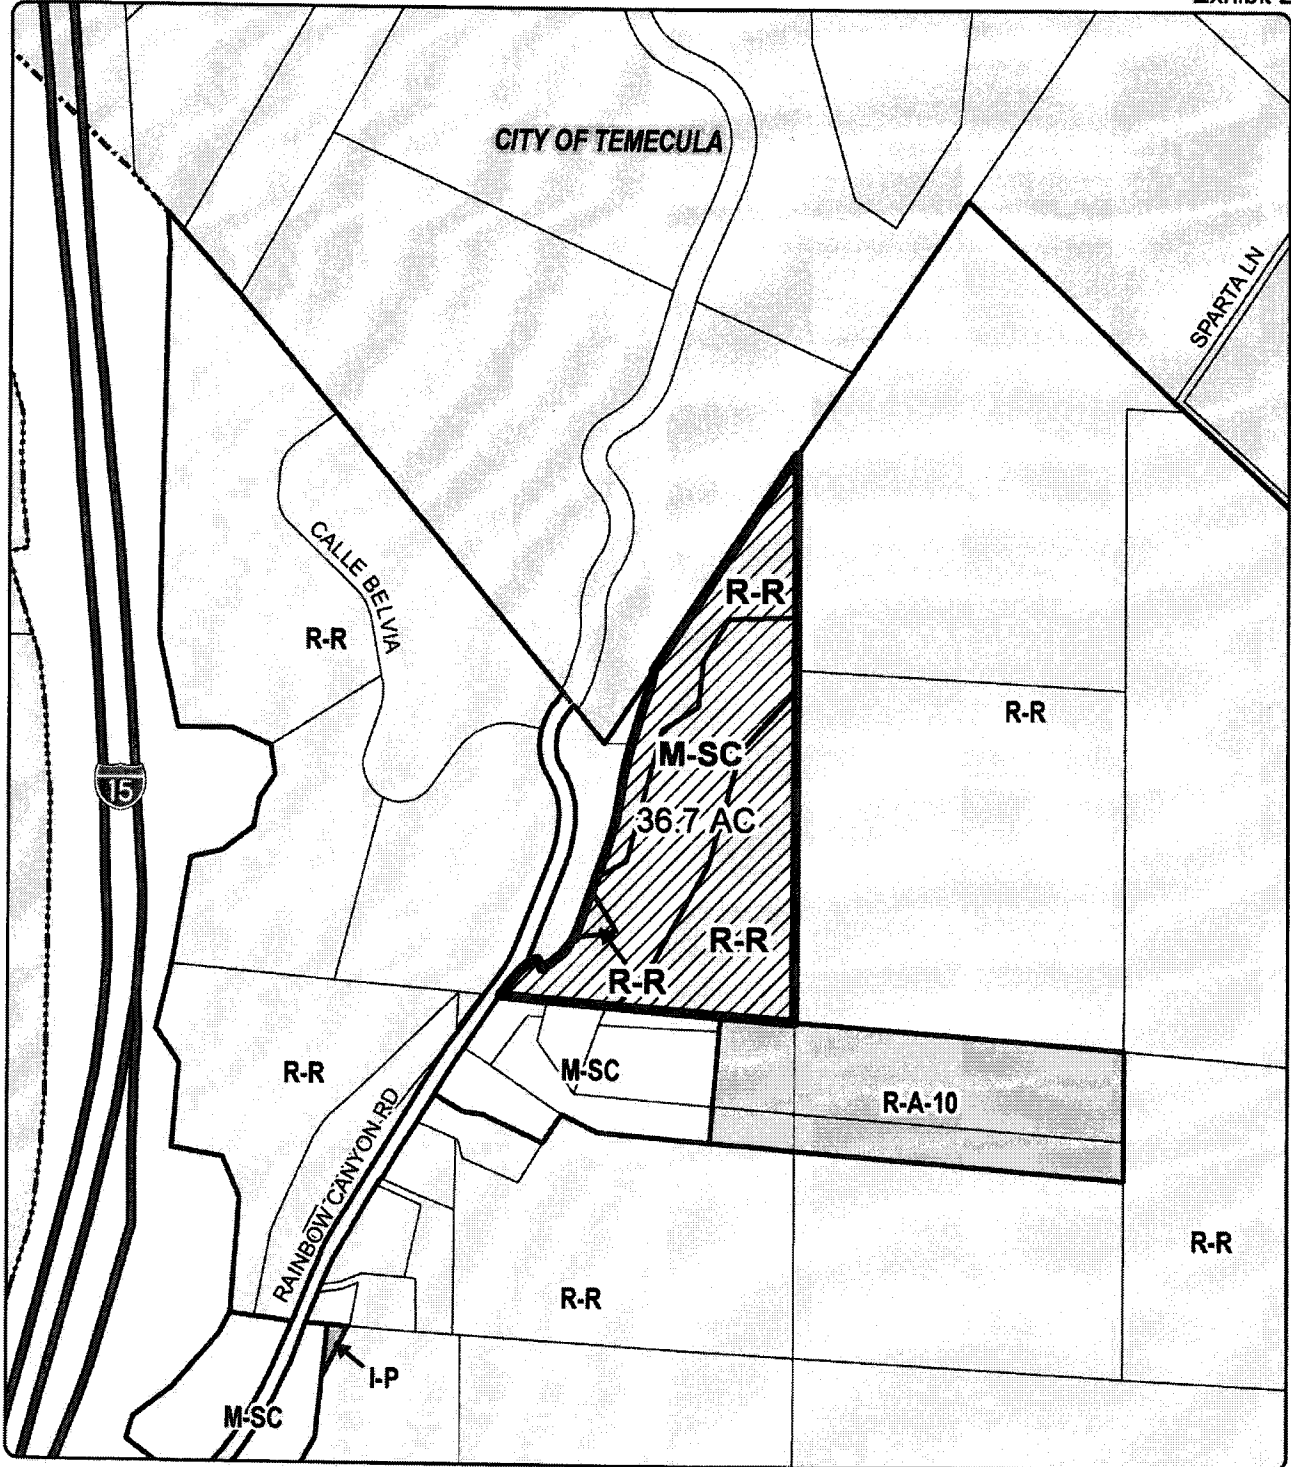 CITY OF TEMECULA
SPARTA LN
CALLE BELVIA
R-R
R-R
R-R
M-SC
15
36.7 AC
R-R
R-R
R-R
M-SC
R-A-10
RAINBOW CANYON RD
R-R
R-R
I-P
M-SC